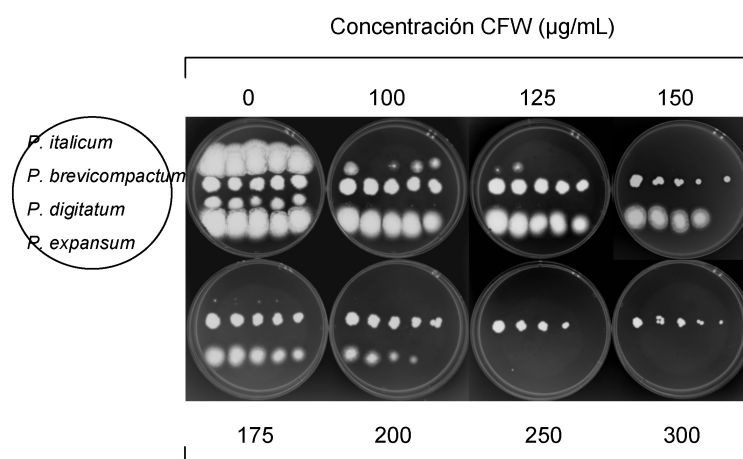 Concentración CFW (µg/mL)
0 100 125 150
P. italicum
P. brevicompactum
P. digitatum
P. expansum
175 200 250 300